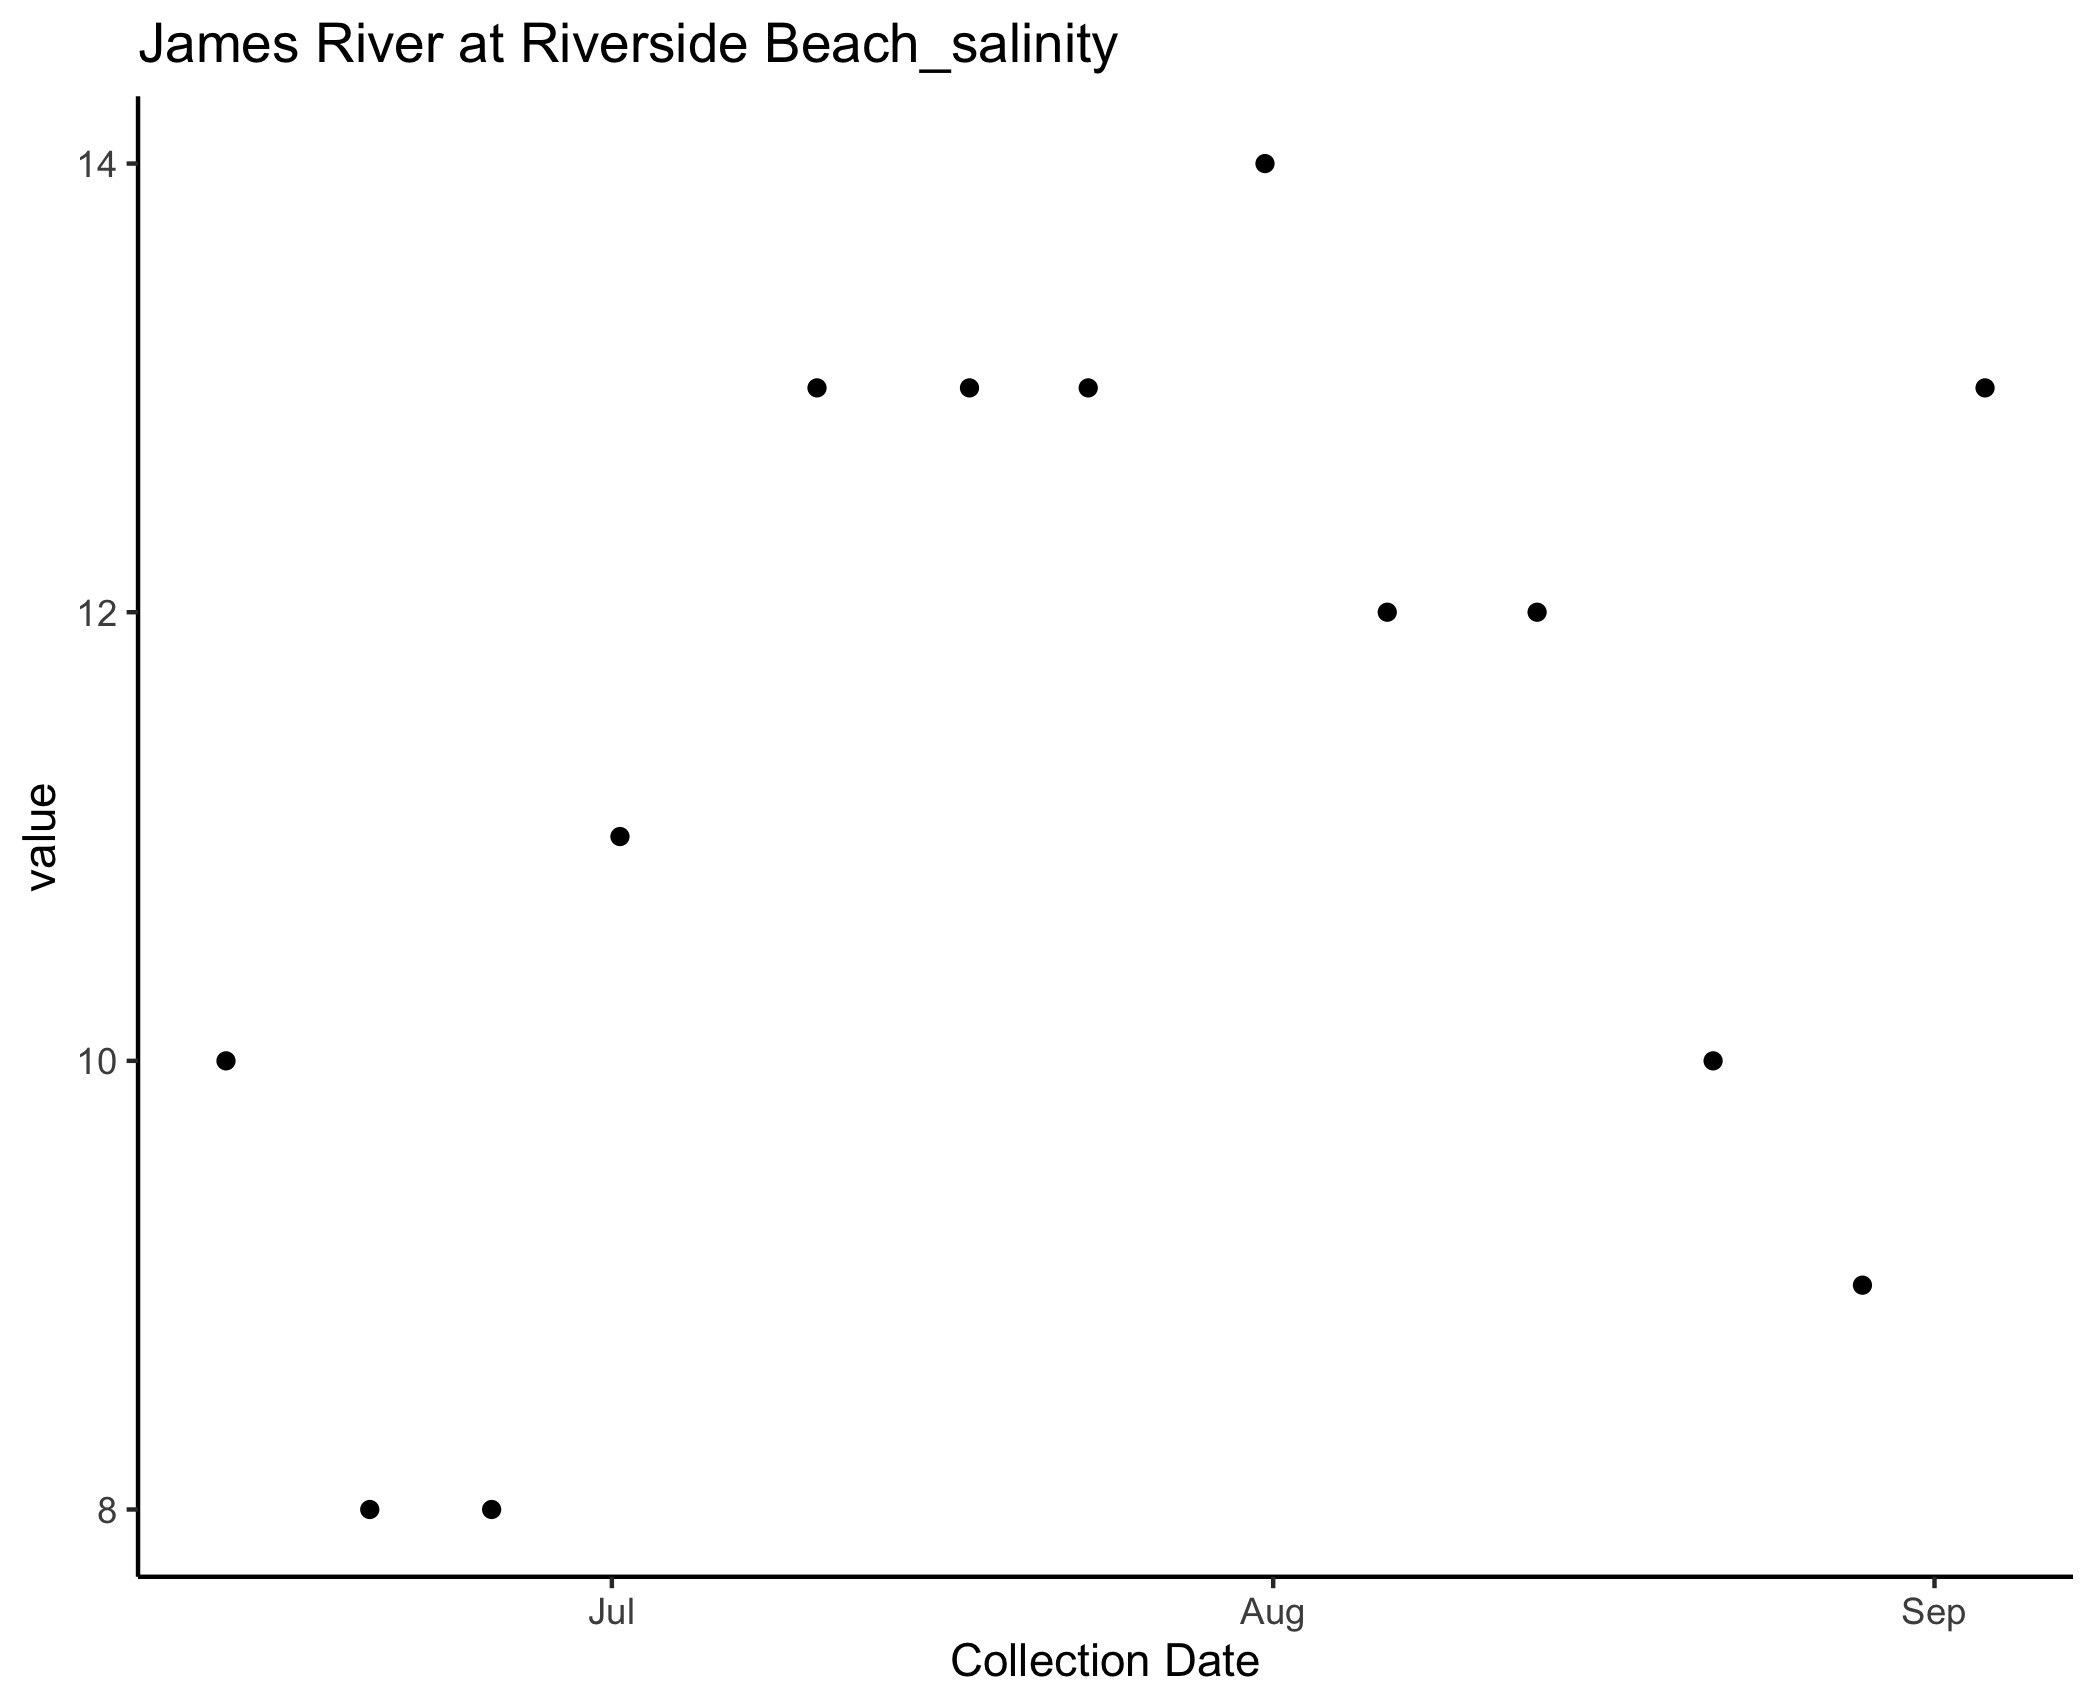 James River at Riverside Beach_salinity
14
12
10
8
value
Jul
Aug
Sep
Collection Date